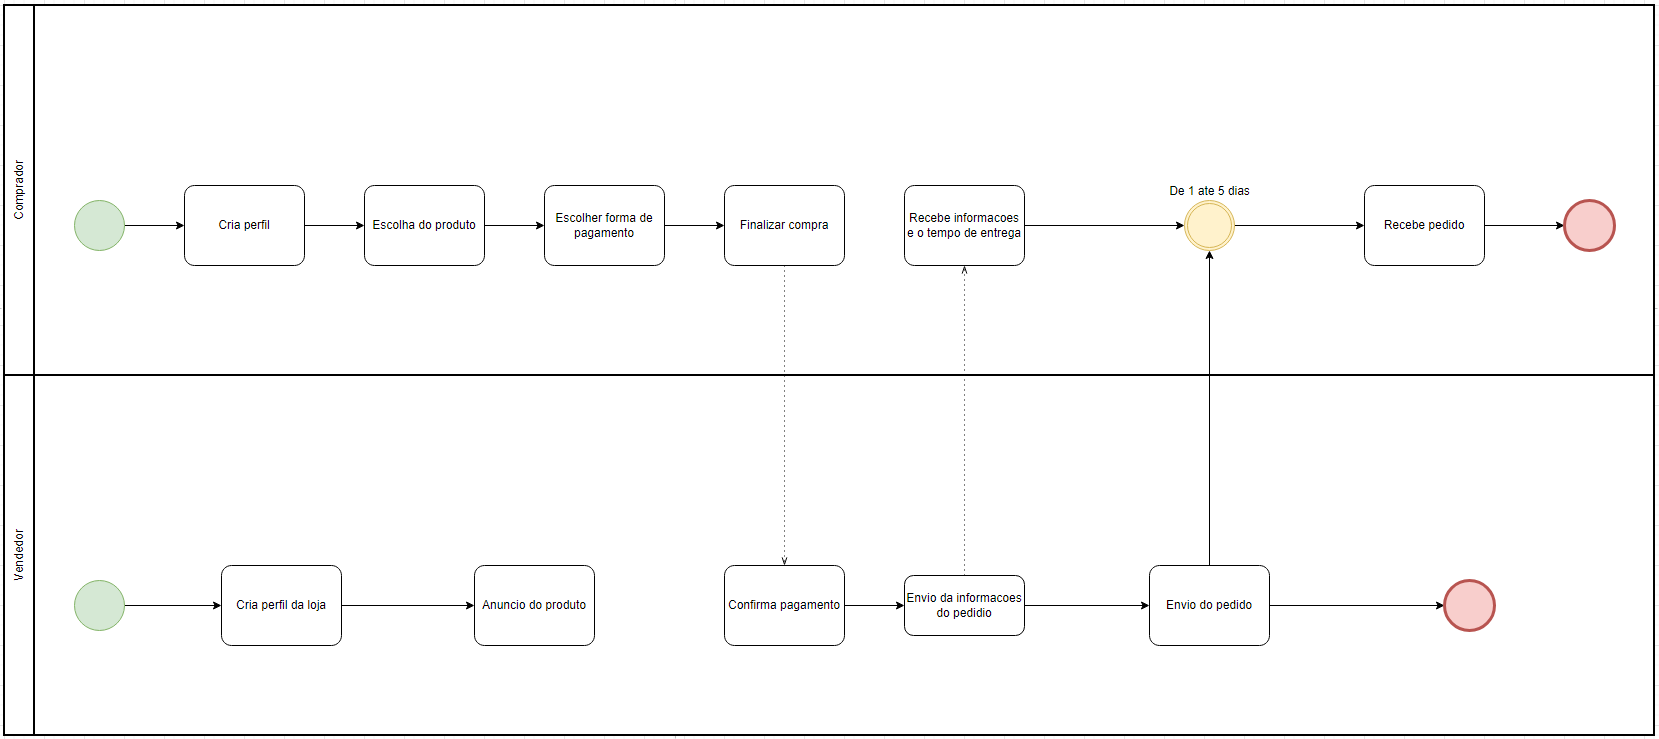 Comprador
De 1 ate 5 dias
Cria perfil
Escolha do produto
Escolher forma de
pagamento
Finalizar compra
Recebe informacoes
e o tempo de entrega
Recebe pedido
Vendedor
Cria perfil da loja
Anuncio do produto
Confirma pagamento
Envio da informacoes
do pedidio
Envio do pedido